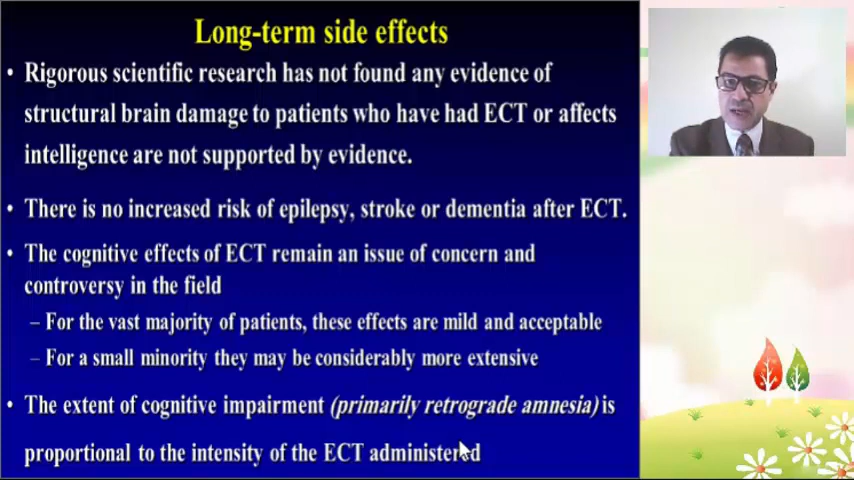 Long-term side effects
• Rigorous scientific research has not found any evidence of
structural brain damage to patients who have had ECT or affects
intelligence are not supported by evidence.
• There is no increased risk of epilepsy, stroke or dementia after ECT.
• The cognitive effects of ECT remain an issue of concern and
controversy in the field
– For the vast majority of patients, these effects are mild and acceptable
– For a small minority they may be considerably more extensive
• The extent of cognitive impairment (primarily retrograde amnesia) is
proportional to the intensity of the ECT administered